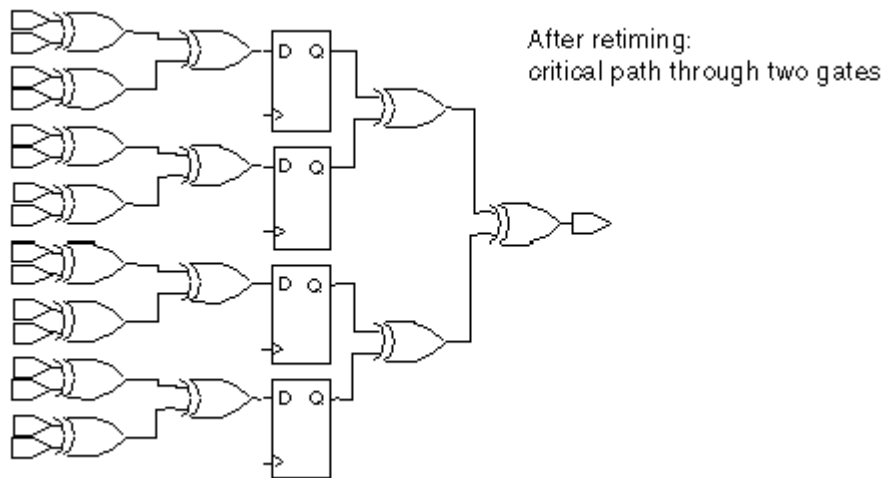 After retiming:
critical path through two gates
D Q
D Q
D Q
D Q